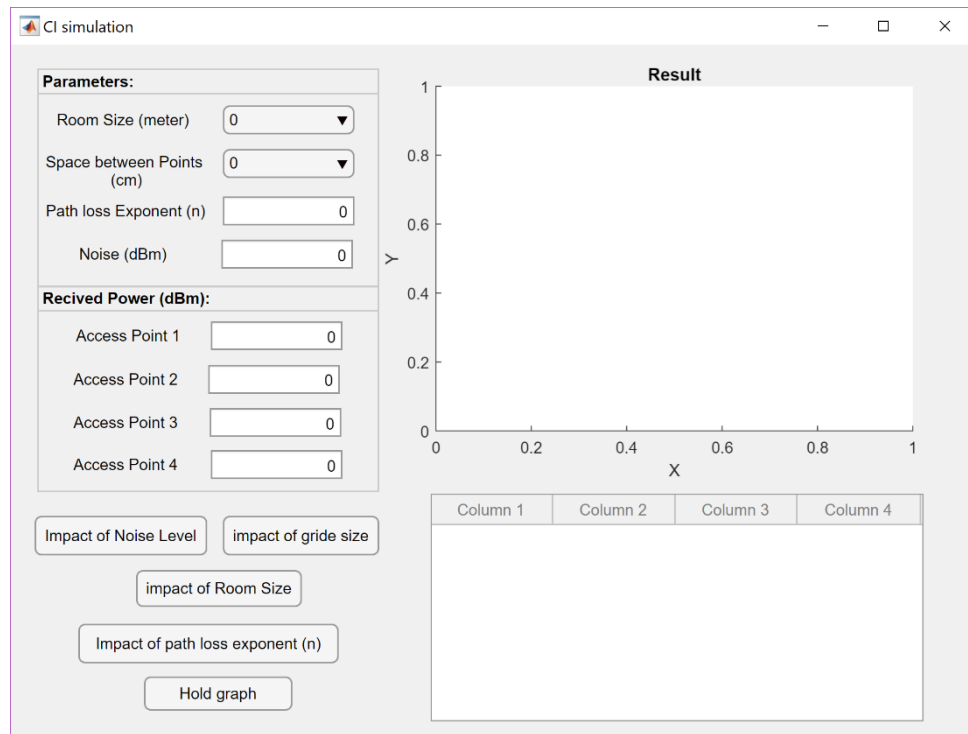 CI simulation
Parameters:
Room Size (meter)
0
Space between Points
(cm)
0
Path loss Exponent (n)
0
Noise (dBm)
0
Recived Power (dBm):
Access Point 1
0
Access Point 2
0
Access Point 3
0
Access Point 4
0
Impact of Noise Level
impact of gride size
impact of Room Size
Impact of path loss exponent (n)
Hold graph
Result
1
0.8
0.6
0.4
0.2
0
Y
0 0.2 0.4 0.6 0.8 1
X
Column 1 Column 2 Column 3 Column 4